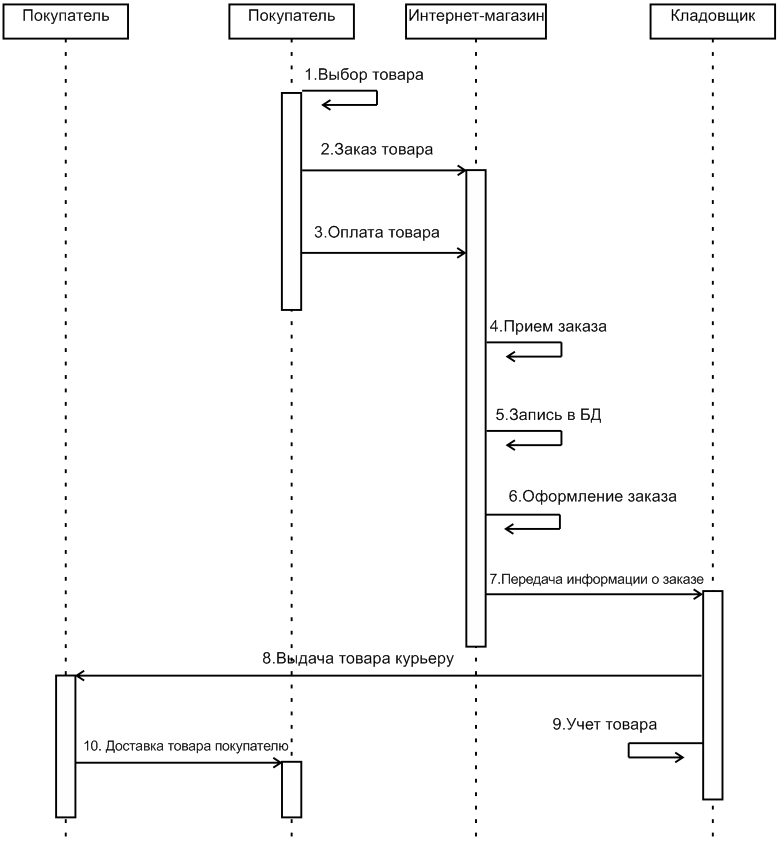 Покупатель
Покупатель
Интернет-магазин
Кладовщик
1.Выбор товара
2.Заказ товара
3.Оплата товара
4.Прием заказа
5.Запись в БД
6.Оформление заказа
7.Передача информации о заказе
8.Выдача товара курьеру
9.Учет товара
10. Доставка товара покупателю